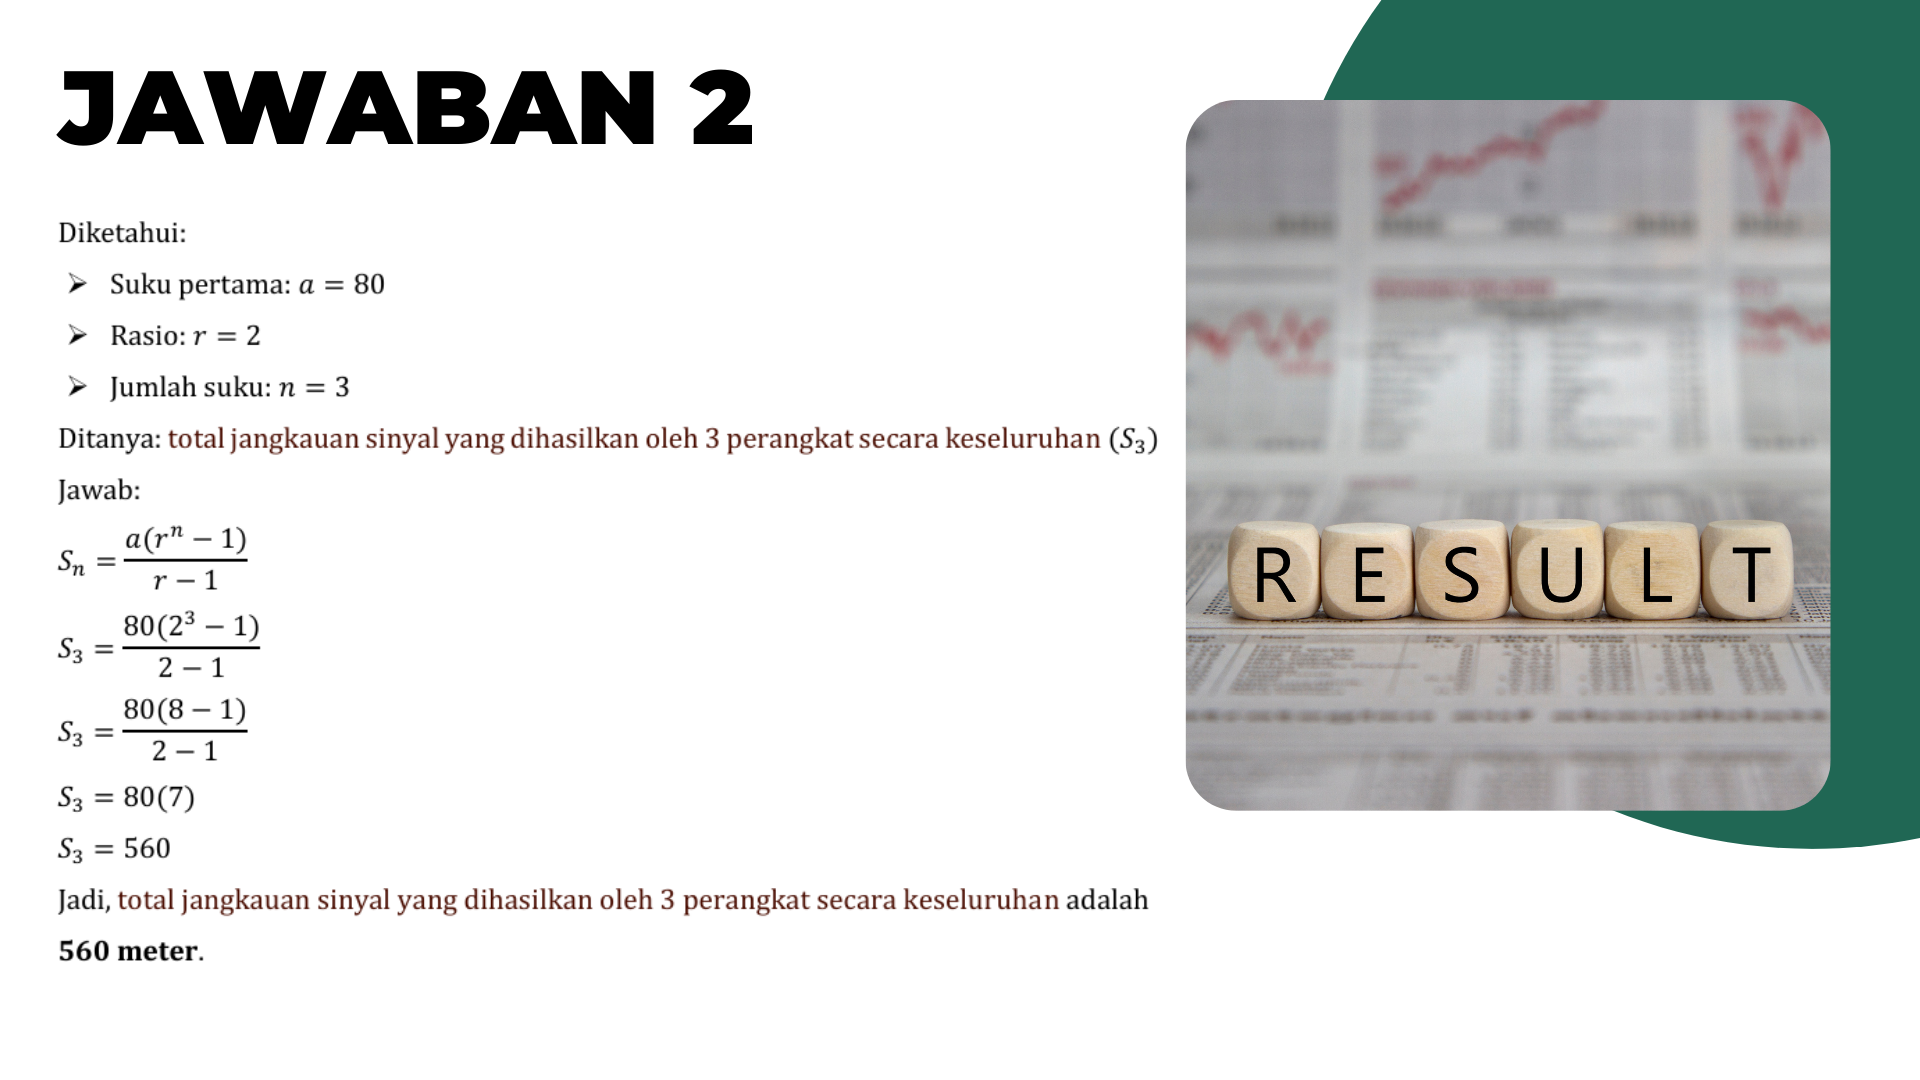 JAWABAN 2
Diketahui:
➢ Suku pertama: a = 80
➢ Rasio: r = 2
➢ Jumlah suku: n = 3
Ditanya: total jangkauan sinyal yang dihasilkan oleh 3 perangkat secara keseluruhan (S₃)
Jawab:
Sₙ = a(rⁿ − 1) / r − 1
S₃ = 80(2³ − 1) / 2 − 1
S₃ = 80(8 − 1) / 2 − 1
S₃ = 80(7)
S₃ = 560
Jadi, total jangkauan sinyal yang dihasilkan oleh 3 perangkat secara keseluruhan adalah
560 meter.
RESULT